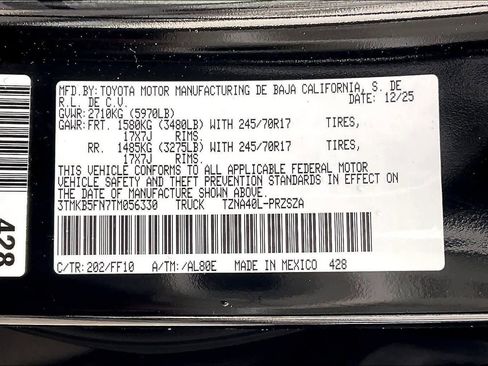 MFD.BY:TOYOTA MOTOR MANUFACTURING DE BAJA CALIFORNIA, S. DE
R.L. DE C.V. DATE: 12/25
GVWR:2710KG (5970LB)
GAWR:FRT. 1580KG (3480LB) WITH 245/70R17 TIRES,
17X7J RIMS.
RR. 1485KG (3275LB) WITH 245/70R17 TIRES,
17X7J RIMS.
THIS VEHICLE CONFORMS TO ALL APPLICABLE FEDERAL MOTOR
VEHICLE SAFETY AND THEFT PREVENTION STANDARDS IN EFFECT ON
THE DATE OF MANUFACTURE SHOWN ABOVE.
3TMKB5FN7TM056330 TRUCK TZNA40L-PRZSZA
C/TR:202/FF10 A/TM:/AL80E MADE IN MEXICO 428
428